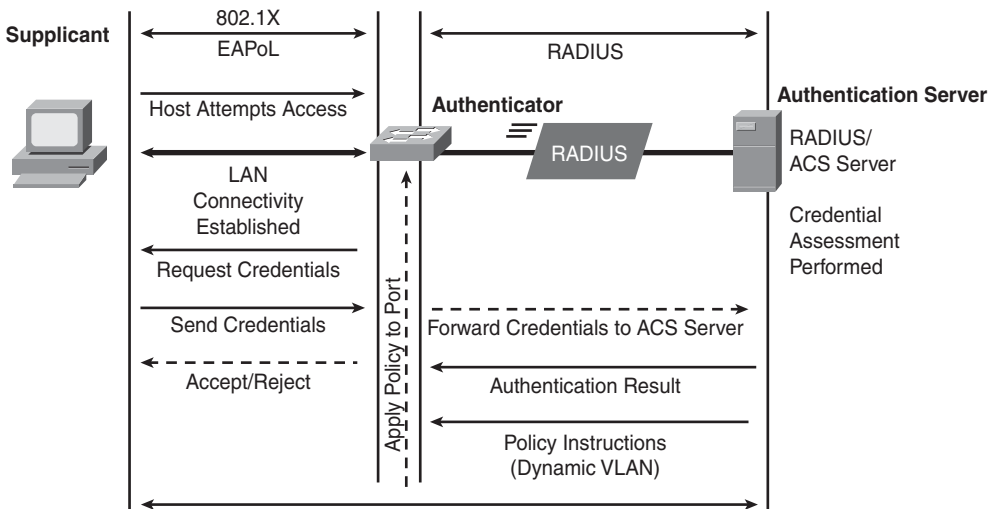 802.1X
Supplicant
EAPoL
RADIUS
Host Attempts Access
Authenticator
Authentication Server
RADIUS
RADIUS/
ACS Server
LAN
Connectivity
Established
Credential
Assessment
Performed
Request Credentials
Apply Policy to Port
Send Credentials
Forward Credentials to ACS Server
Accept/Reject
Authentication Result
Policy Instructions
(Dynamic VLAN)